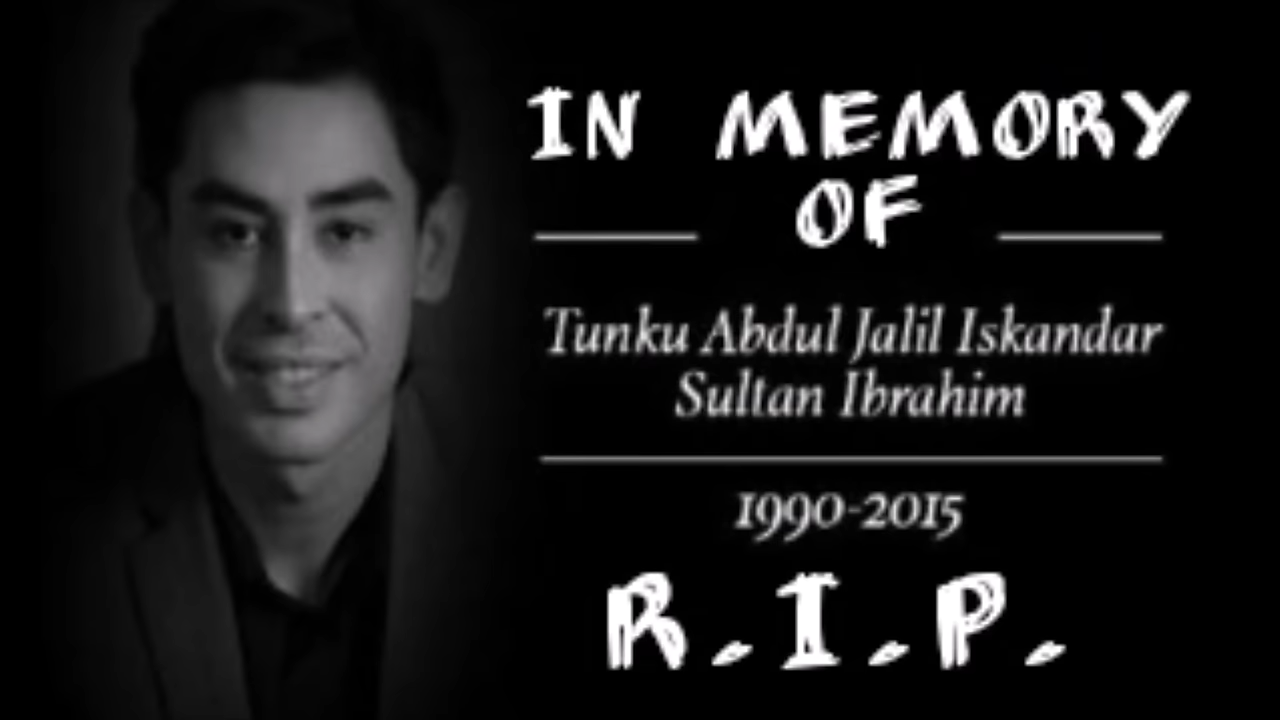 IN MEMORY
OF
Tunku Abdul Jalil Iskandar
Sultan Ibrahim
1990-2015
R.I.P.